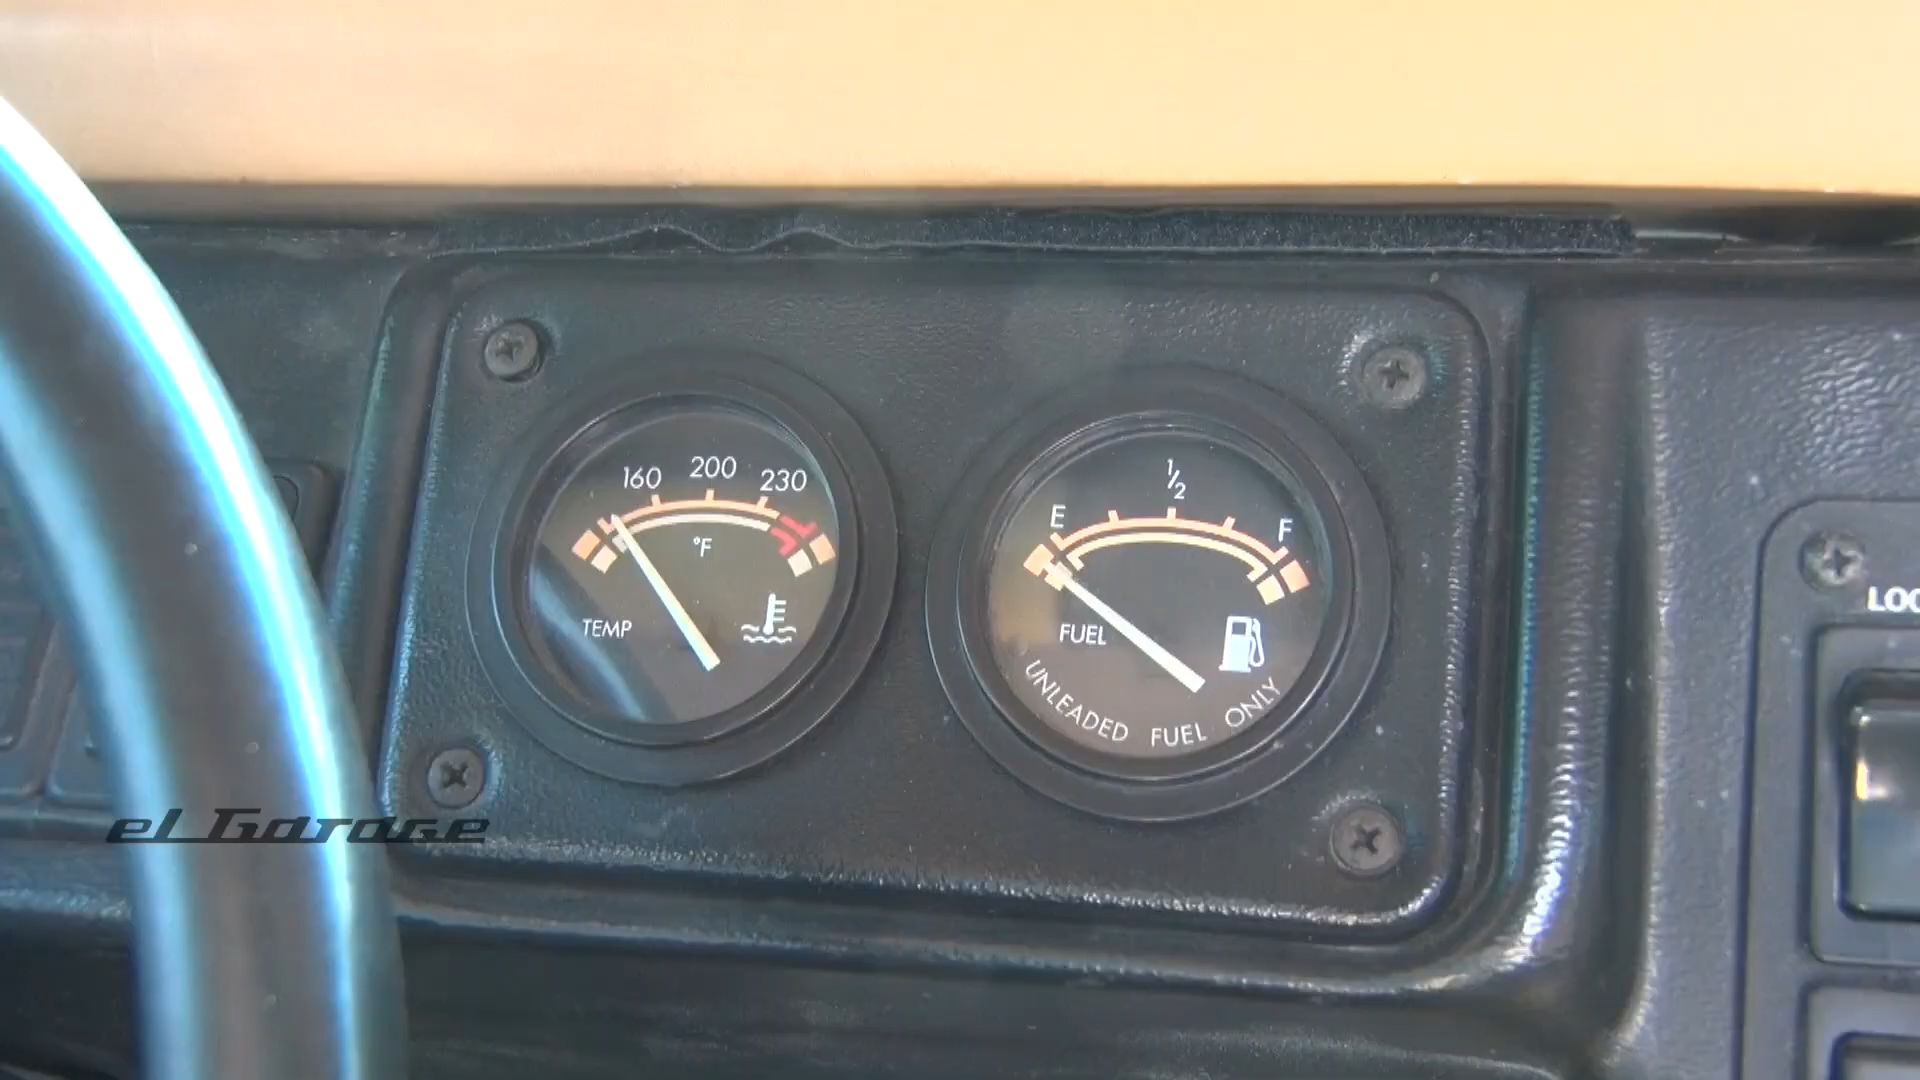 160 200 230
°F
TEMP
E 1/2 F
FUEL
UNLEADED FUEL ONLY
el Garage